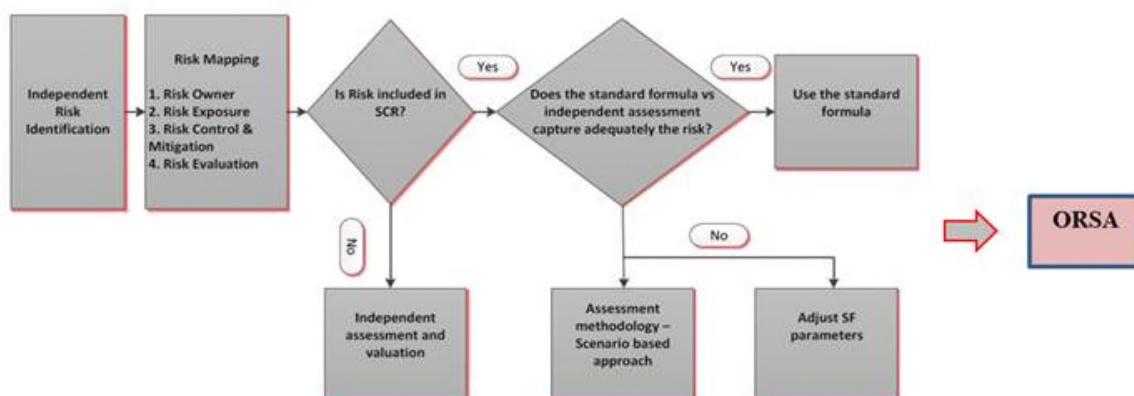 Independent
Risk
Identification
Risk Mapping
1. Risk Owner
2. Risk Exposure
3. Risk Control &
Mitigation
4. Risk Evaluation
Is Risk included in
SCR?
Yes
Does the standard formula vs
independent assessment
capture adequately the risk?
Yes
Use the standard
formula
No
Independent
assessment and
valuation
No
Assessment
methodology –
Scenario based
approach
Adjust SF
parameters
ORSA